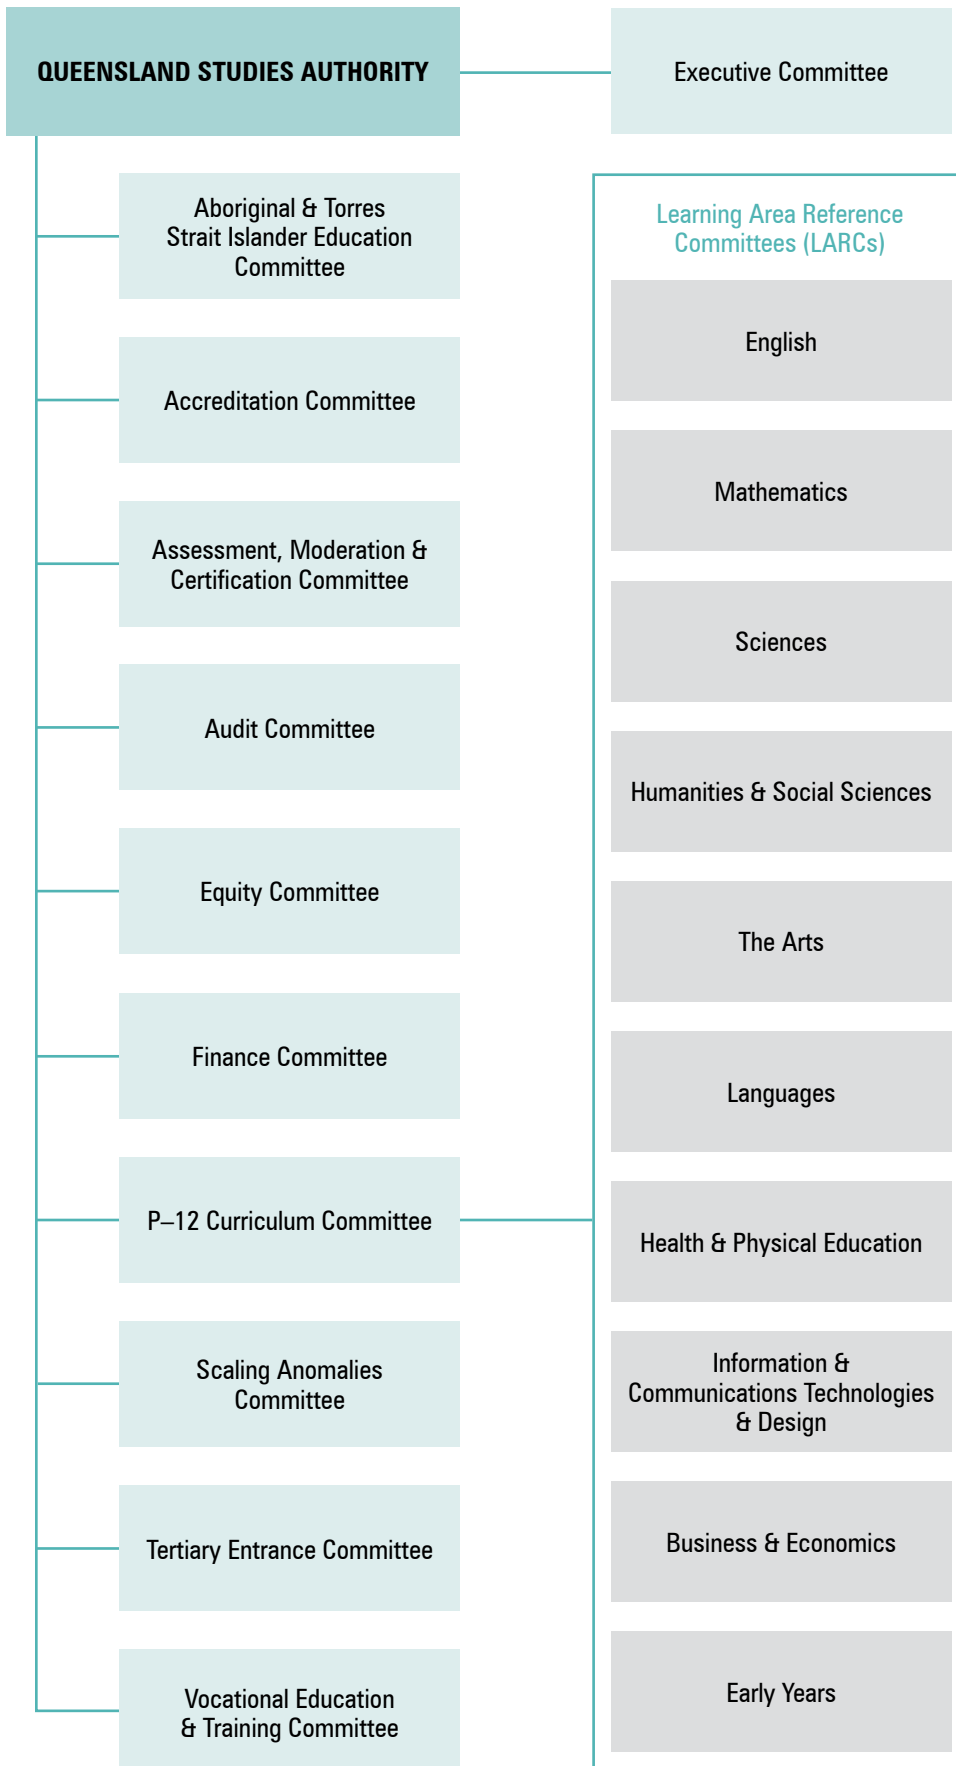 QUEENSLAND STUDIES AUTHORITY
Executive Committee
Aboriginal & Torres
Strait Islander Education
Committee
Accreditation Committee
Assessment, Moderation &
Certification Committee
Audit Committee
Equity Committee
Finance Committee
P–12 Curriculum Committee
Scaling Anomalies
Committee
Tertiary Entrance Committee
Vocational Education
& Training Committee
Learning Area Reference
Committees (LARCs)
English
Mathematics
Sciences
Humanities & Social Sciences
The Arts
Languages
Health & Physical Education
Information &
Communications Technologies
& Design
Business & Economics
Early Years